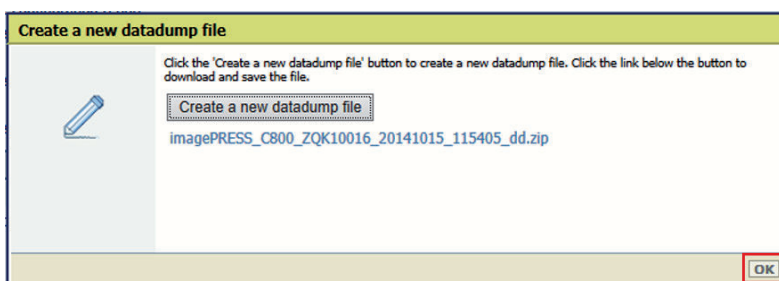 Create a new datadump file
Click the 'Create a new datadump file' button to create a new datadump file. Click the link below the button to
download and save the file.
Create a new datadump file
imagePRESS_C800_ZQK10016_20141015_115405_dd.zip
OK